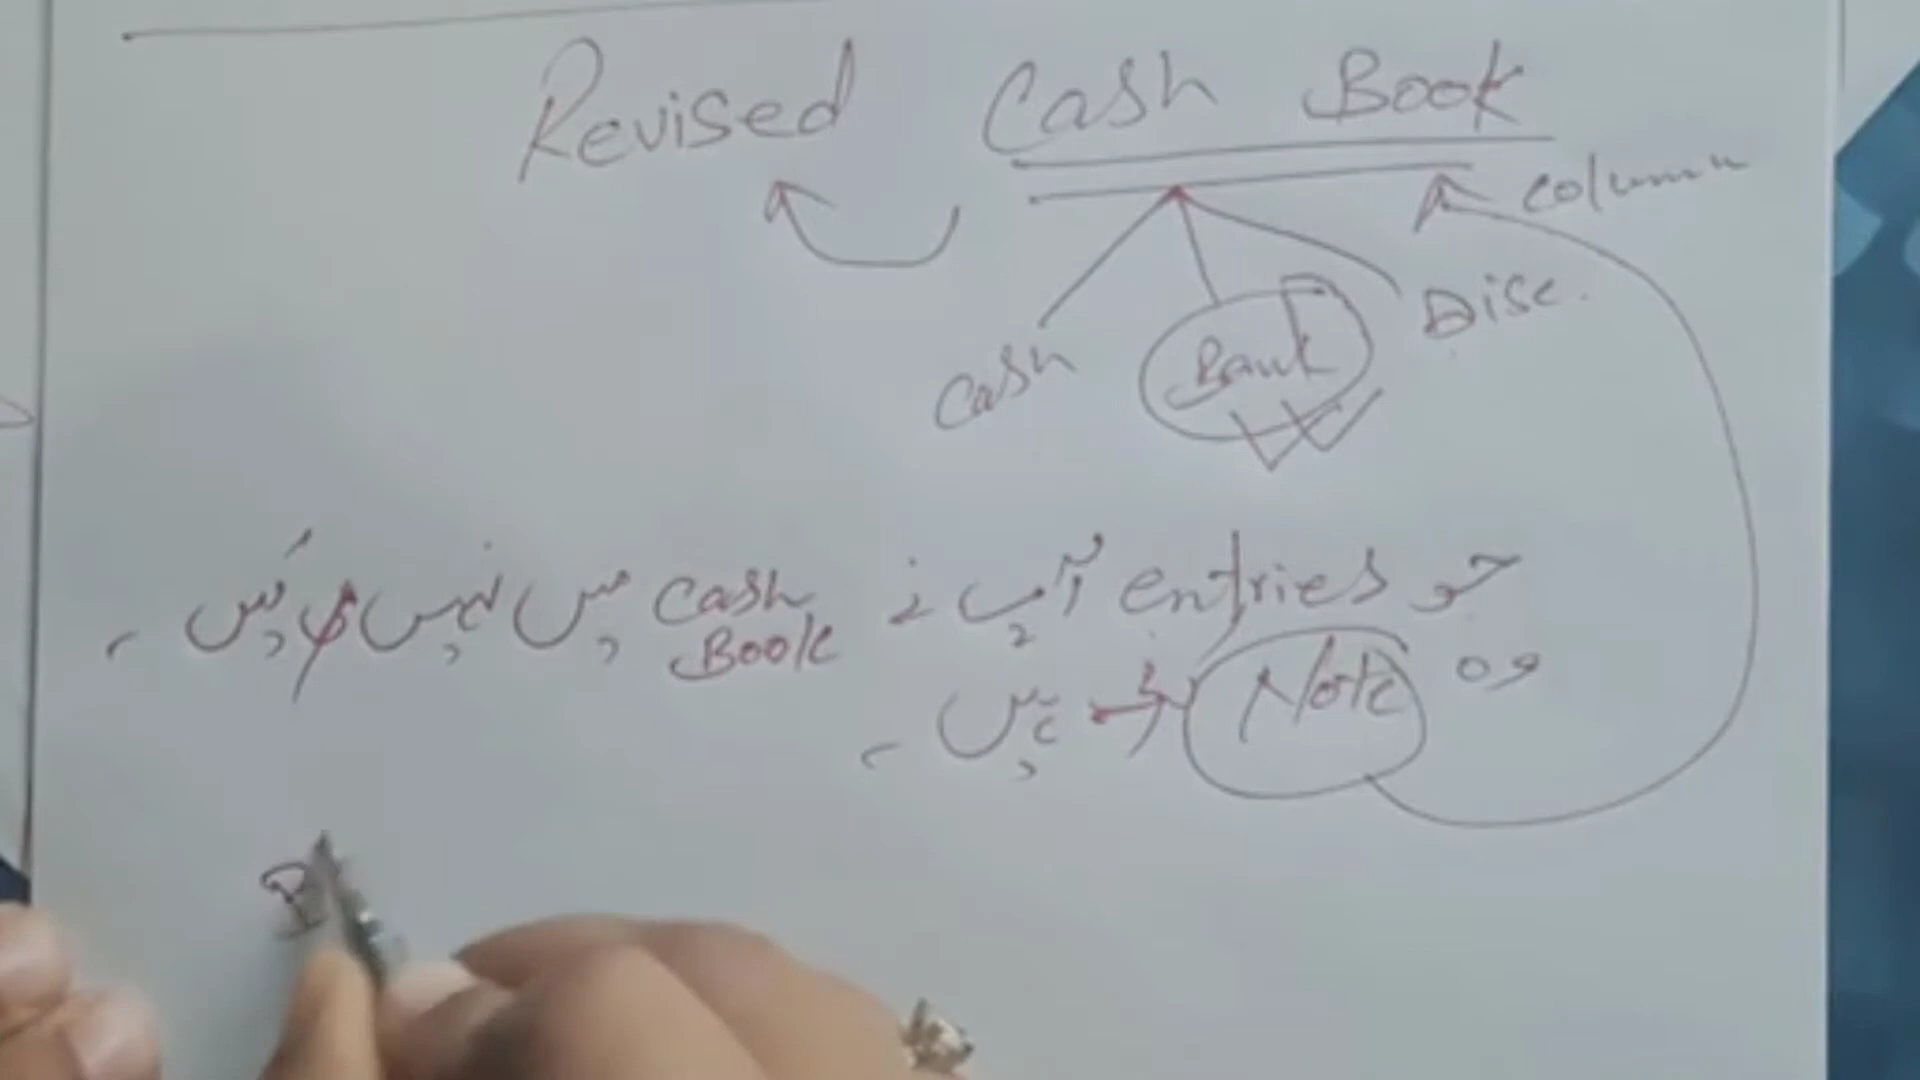 Revised Cash Book
column
Cash Bank Disc.
جو entries آپ نے Cash Book میں نہیں کی ہیں ۔
وہ Note کرنی ہیں ۔
B